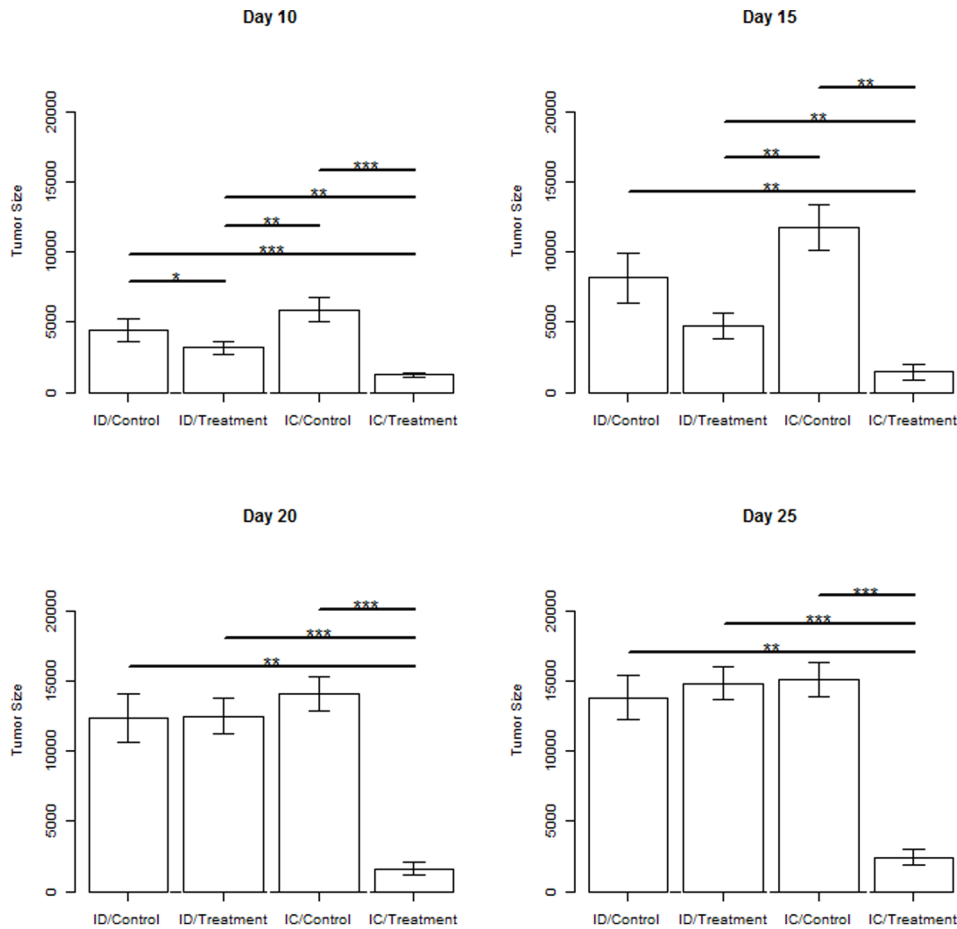 Day 10
Tumor Size
20000
15000
10000
5000
0
***
**
**
***
*
ID/Control ID/Treatment IC/Control IC/Treatment
Day 15
Tumor Size
20000
15000
10000
5000
0
**
**
**
**
ID/Control ID/Treatment IC/Control IC/Treatment
Day 20
Tumor Size
20000
15000
10000
5000
0
***
***
**
ID/Control ID/Treatment IC/Control IC/Treatment
Day 25
Tumor Size
20000
15000
10000
5000
0
***
***
**
ID/Control ID/Treatment IC/Control IC/Treatment